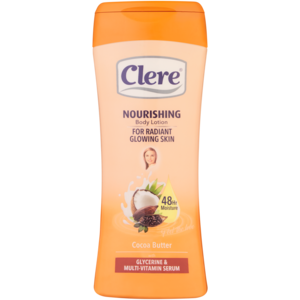 Clere®
NOURISHING
Body Lotion
FOR RADIANT
GLOWING SKIN
48Hr
Moisture
Cocoa Butter
GLYCERINE &
MULTI-VITAMIN SERUM